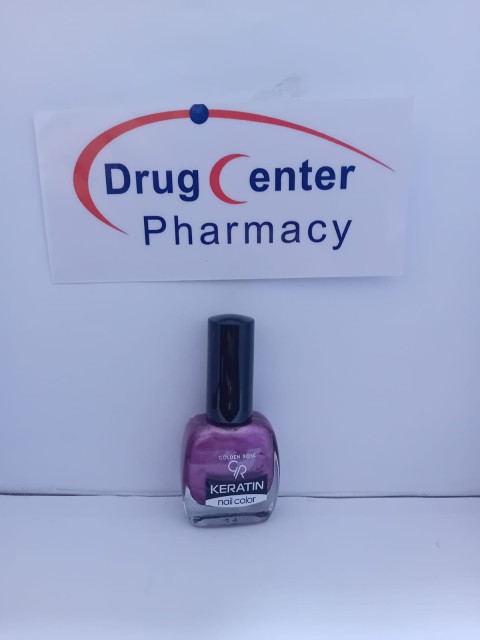 Drug Center
Pharmacy
GOLDEN ROSE
GR
KERATIN
nail color